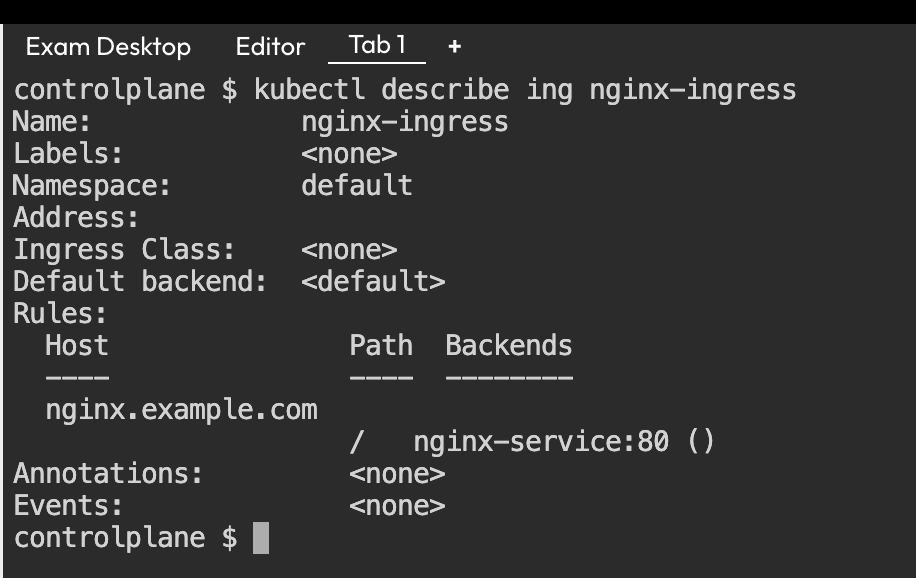 Exam Desktop Editor Tab 1 +
controlplane $ kubectl describe ing nginx-ingress
Name:             nginx-ingress
Labels:           <none>
Namespace:        default
Address:
Ingress Class:    <none>
Default backend:  <default>
Rules:
  Host               Path  Backends
  ----               ----  --------
  nginx.example.com
                     /   nginx-service:80 ()
Annotations:         <none>
Events:              <none>
controlplane $